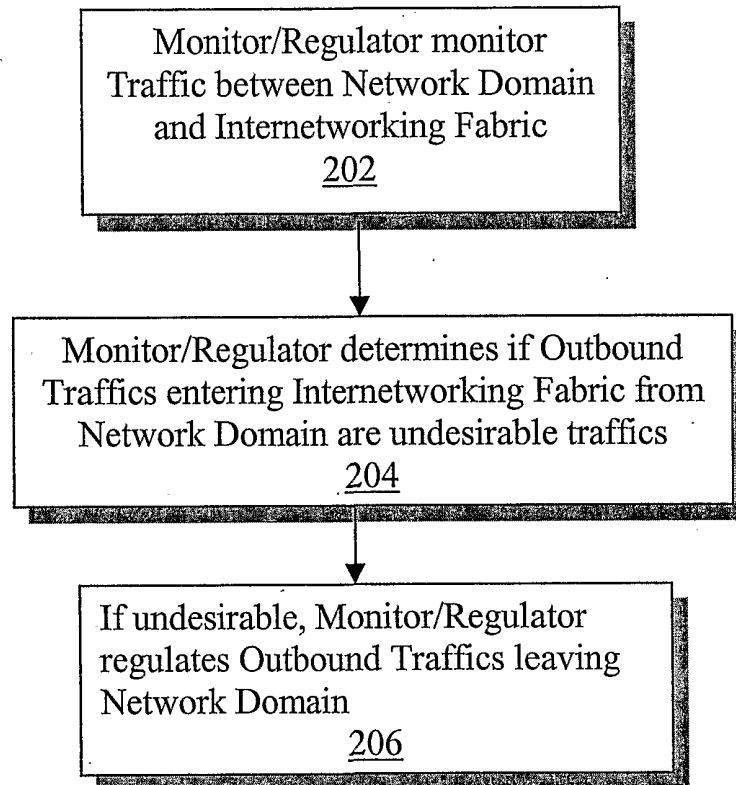 Monitor/Regulator monitor
Traffic between Network Domain
and Internetworking Fabric
202
Monitor/Regulator determines if Outbound
Traffics entering Internetworking Fabric from
Network Domain are undesirable traffics
204
If undesirable, Monitor/Regulator
regulates Outbound Traffics leaving
Network Domain
206